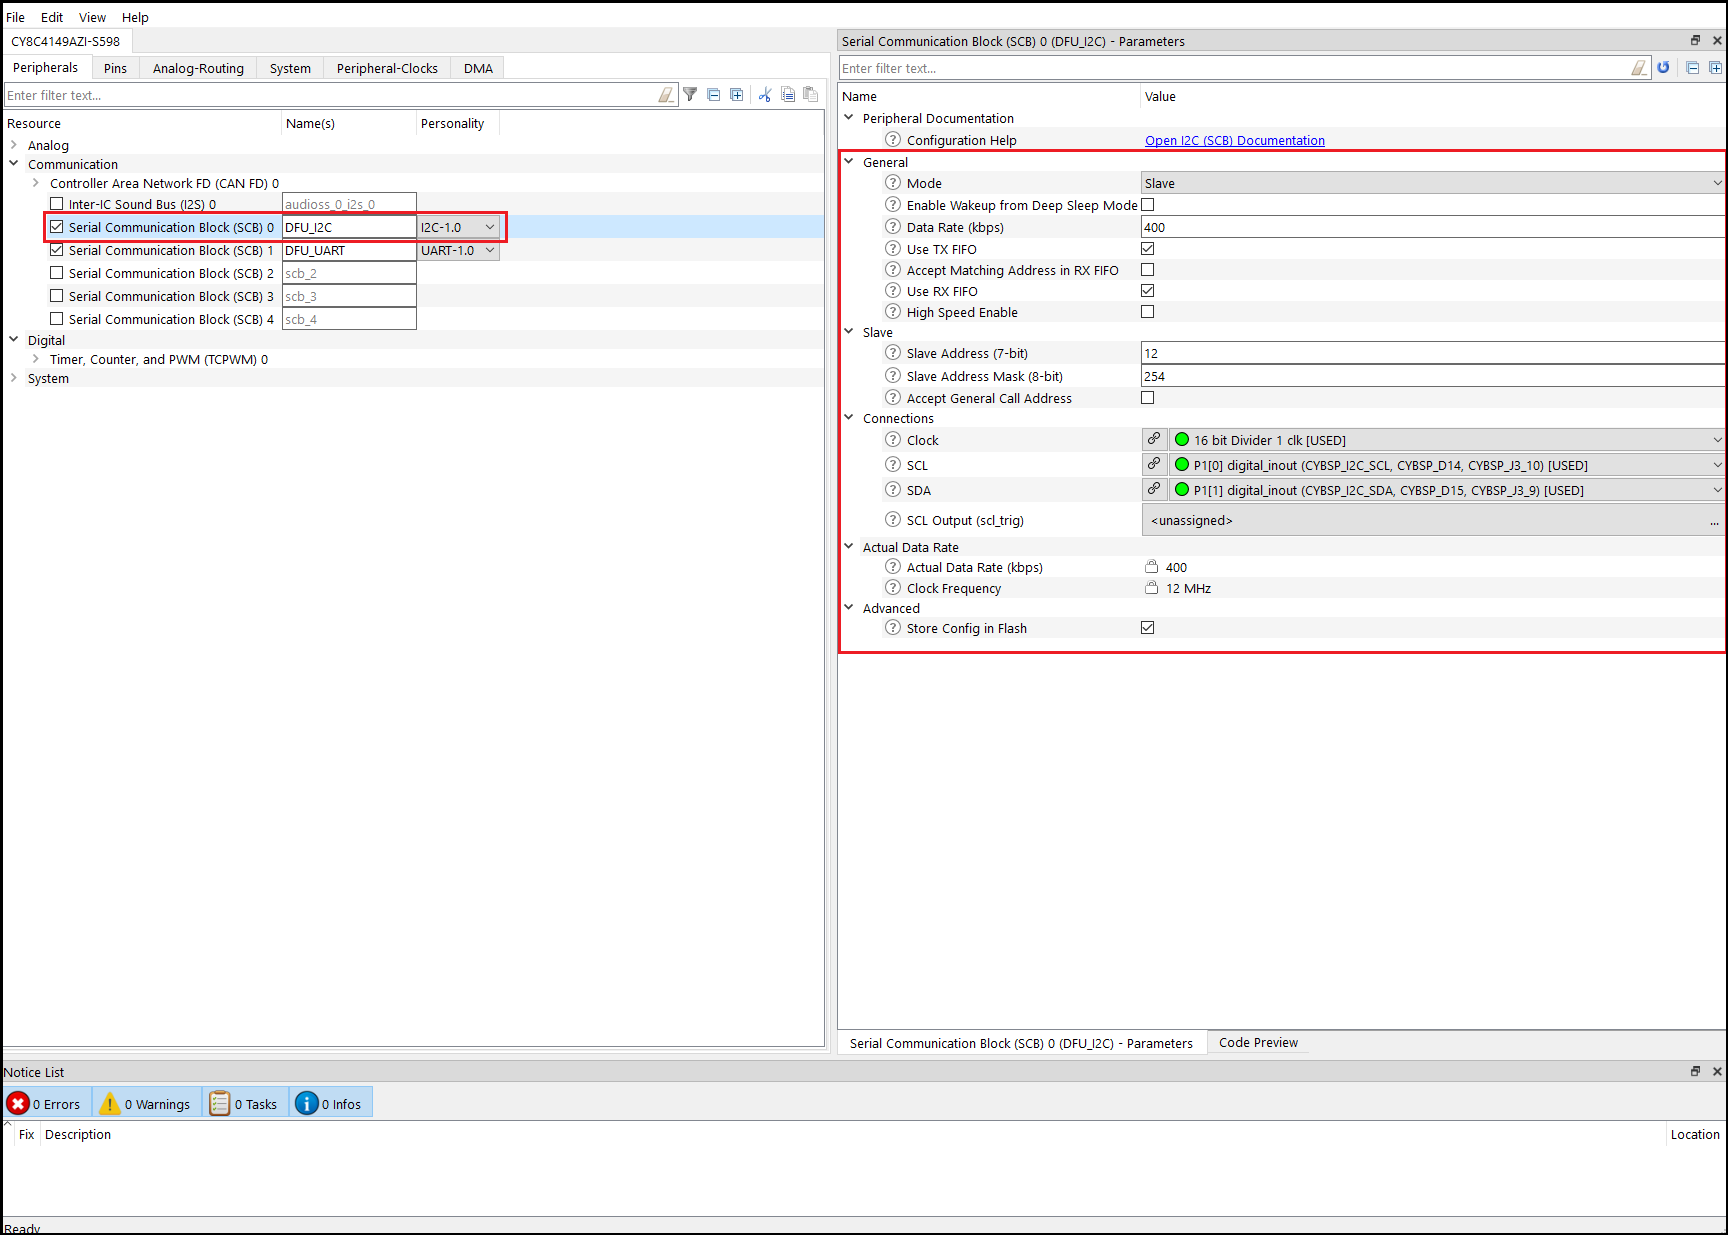 File Edit View Help
CY8C4149AZI-S598
Peripherals Pins Analog-Routing System Peripheral-Clocks DMA
Enter filter text...
Resource Name(s) Personality
Analog
Communication
Controller Area Network FD (CAN FD) 0
Inter-IC Sound Bus (I2S) 0 audioss_0_i2s_0
Serial Communication Block (SCB) 0 DFU_I2C I2C-1.0
Serial Communication Block (SCB) 1 DFU_UART UART-1.0
Serial Communication Block (SCB) 2 scb_2
Serial Communication Block (SCB) 3 scb_3
Serial Communication Block (SCB) 4 scb_4
Digital
Timer, Counter, and PWM (TCPWM) 0
System
Serial Communication Block (SCB) 0 (DFU_I2C) - Parameters
Enter filter text...
Name Value
Peripheral Documentation
Configuration Help Open I2C (SCB) Documentation
General
Mode Slave
Enable Wakeup from Deep Sleep Mode
Data Rate (kbps) 400
Use TX FIFO
Accept Matching Address in RX FIFO
Use RX FIFO
High Speed Enable
Slave
Slave Address (7-bit) 12
Slave Address Mask (8-bit) 254
Accept General Call Address
Connections
Clock 16 bit Divider 1 clk [USED]
SCL P1[0] digital_inout (CYBSP_I2C_SCL, CYBSP_D14, CYBSP_J3_10) [USED]
SDA P1[1] digital_inout (CYBSP_I2C_SDA, CYBSP_D15, CYBSP_J3_9) [USED]
SCL Output (scl_trig) <unassigned> ...
Actual Data Rate
Actual Data Rate (kbps) 400
Clock Frequency 12 MHz
Advanced
Store Config in Flash
Serial Communication Block (SCB) 0 (DFU_I2C) - Parameters Code Preview
Notice List
0 Errors 0 Warnings 0 Tasks 0 Infos
Fix Description Location
Ready